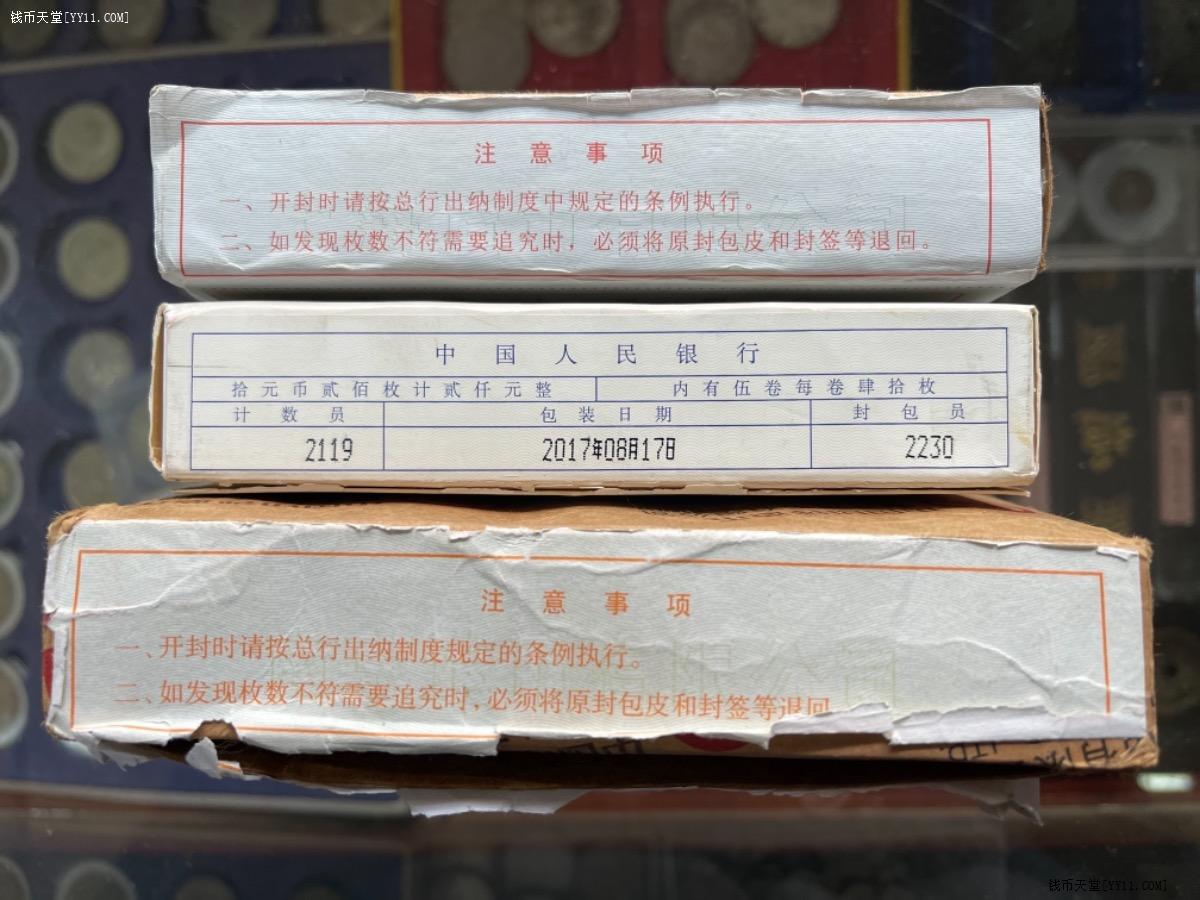 钱币天堂[YY11.COM]
注意事项
一、开封时请按总行出纳制度中规定的条例执行。
二、如发现枚数不符需要追究时，必须将原封包皮和封签等退回。
中国人民银行
拾元币贰佰枚计贰仟元整 内有伍卷每卷肆拾枚
计数员 包装日期 封包员
2119 2017年08月17日 2230
注意事项
一、开封时请按总行出纳制度规定的条例执行。
二、如发现枚数不符需要追究时，必须将原封包皮和封签等退回
LTD.
钱币天堂[YY11.COM]